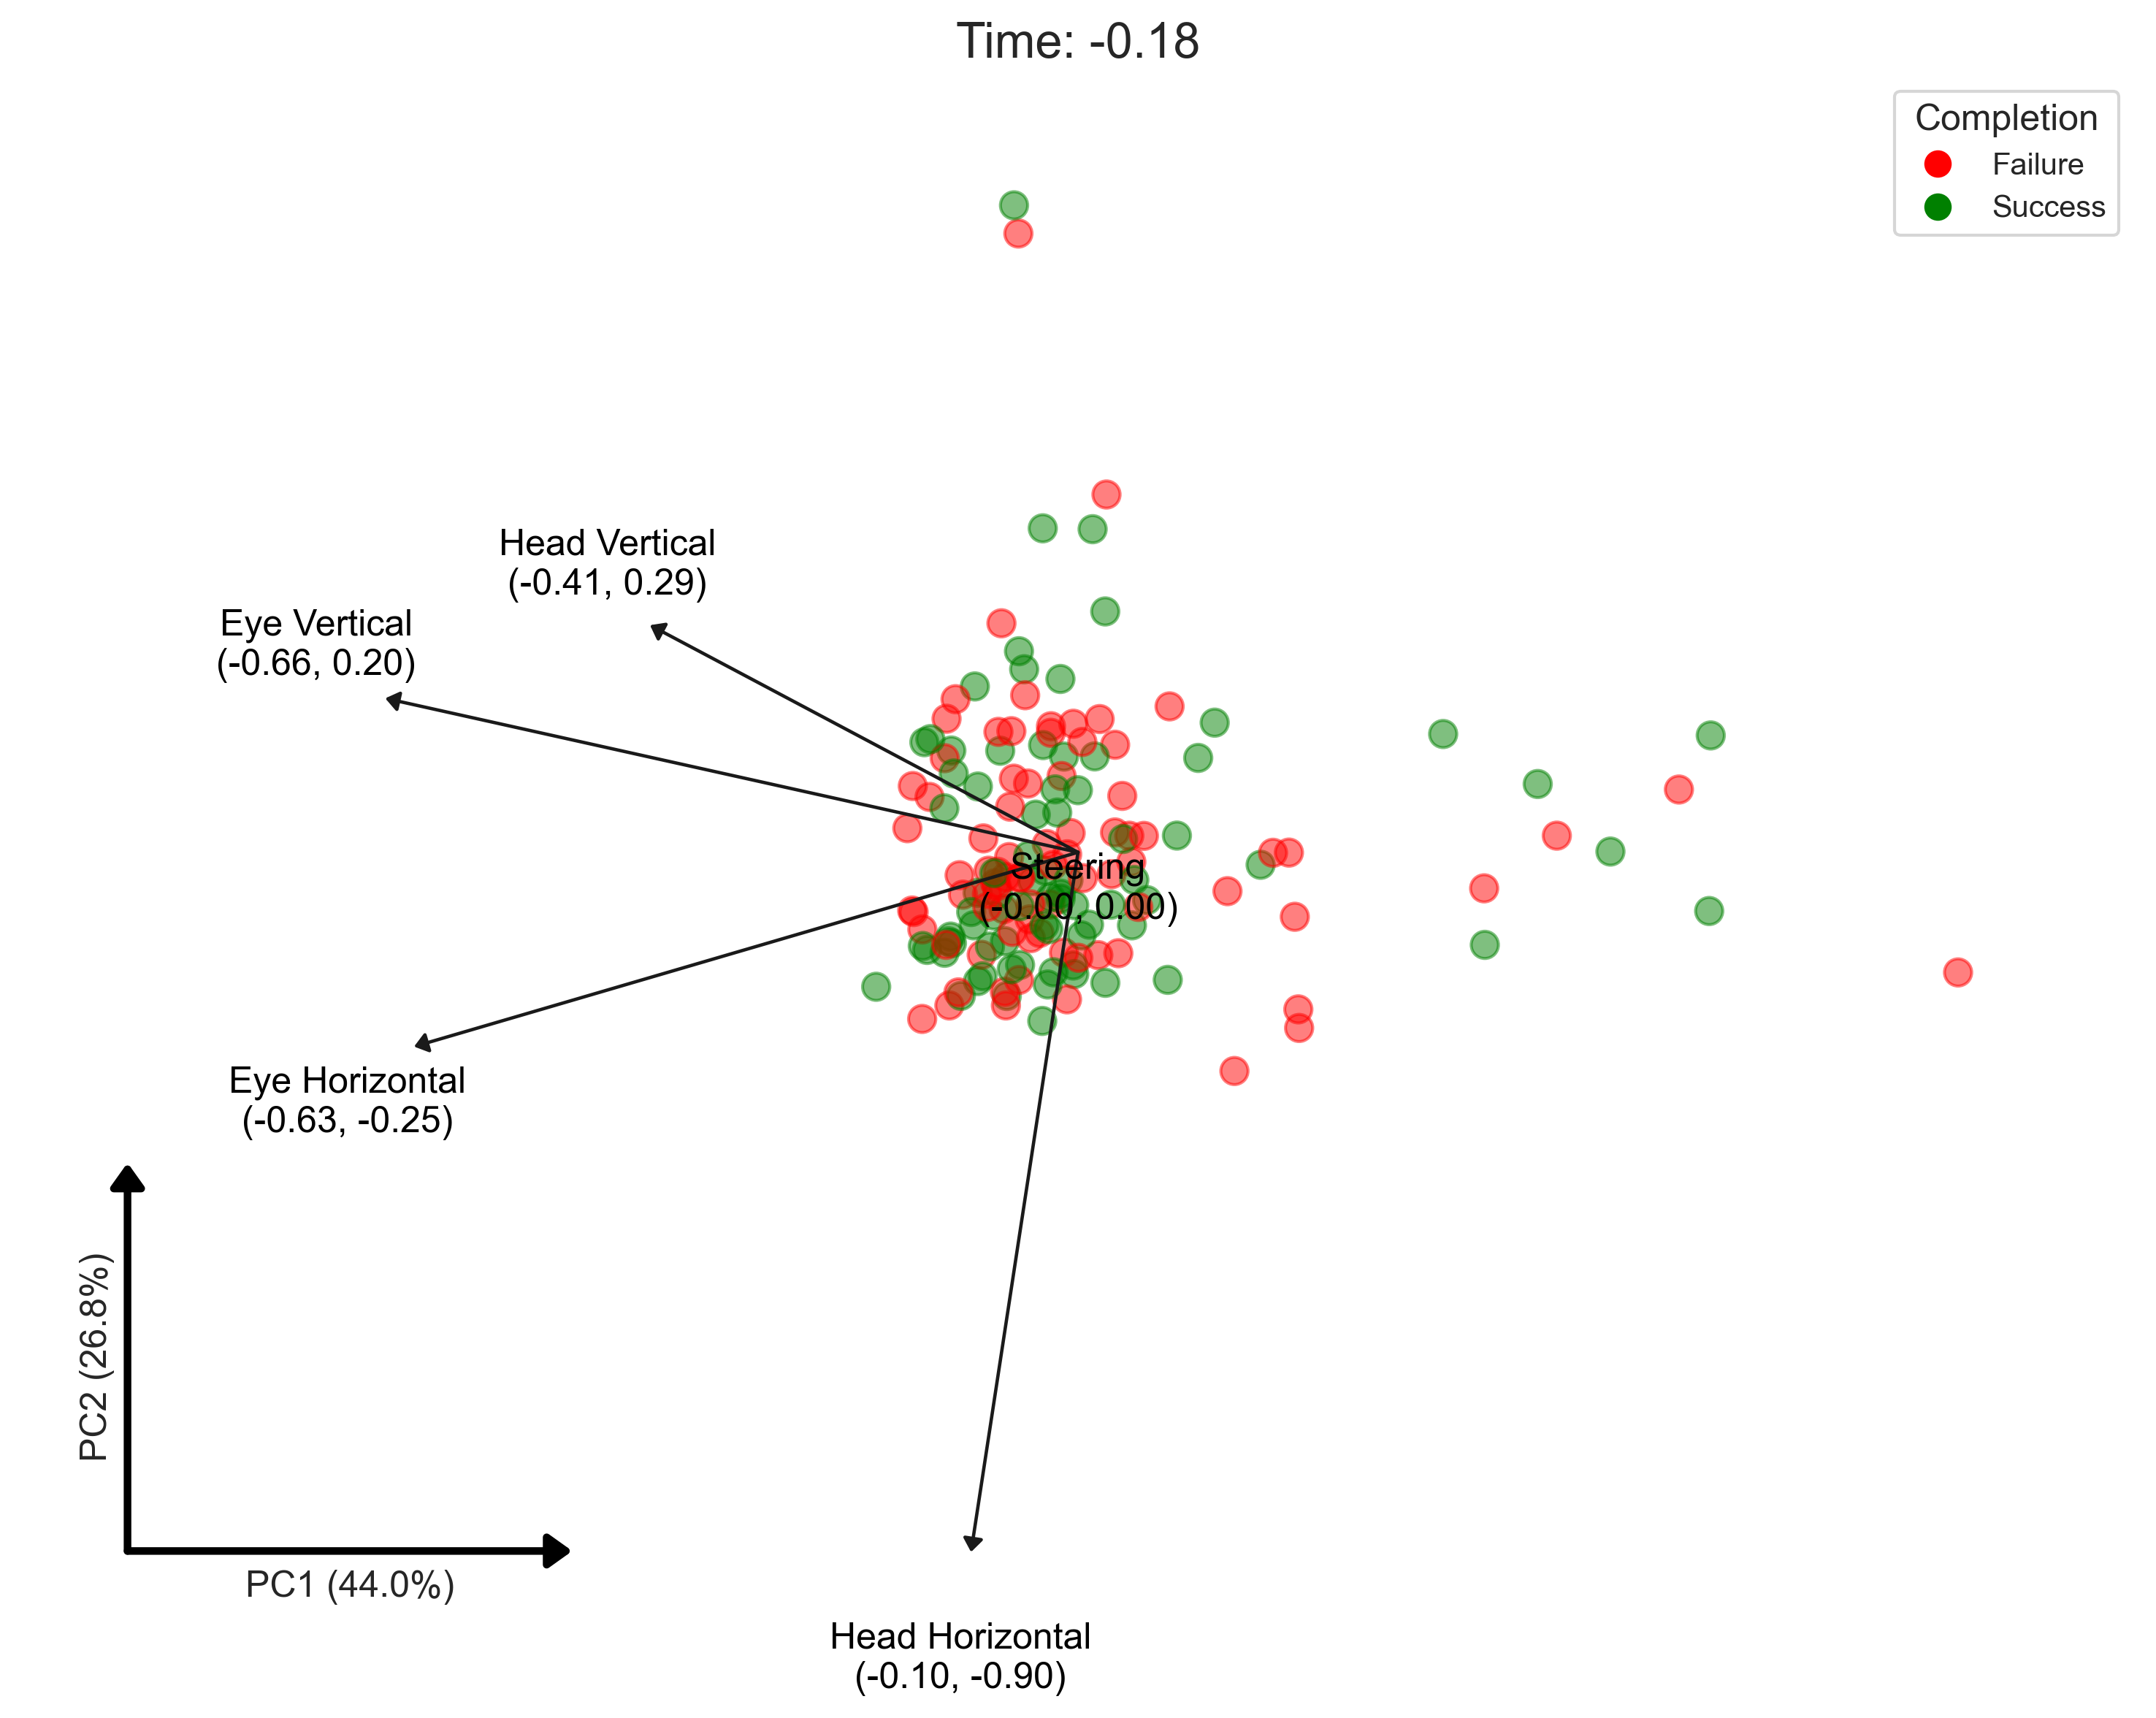 Time: -0.18
Completion
Failure
Success
Head Vertical
(-0.41, 0.29)
Eye Vertical
(-0.66, 0.20)
Steering
(-0.00, 0.00)
Eye Horizontal
(-0.63, -0.25)
PC2 (26.8%)
PC1 (44.0%)
Head Horizontal
(-0.10, -0.90)